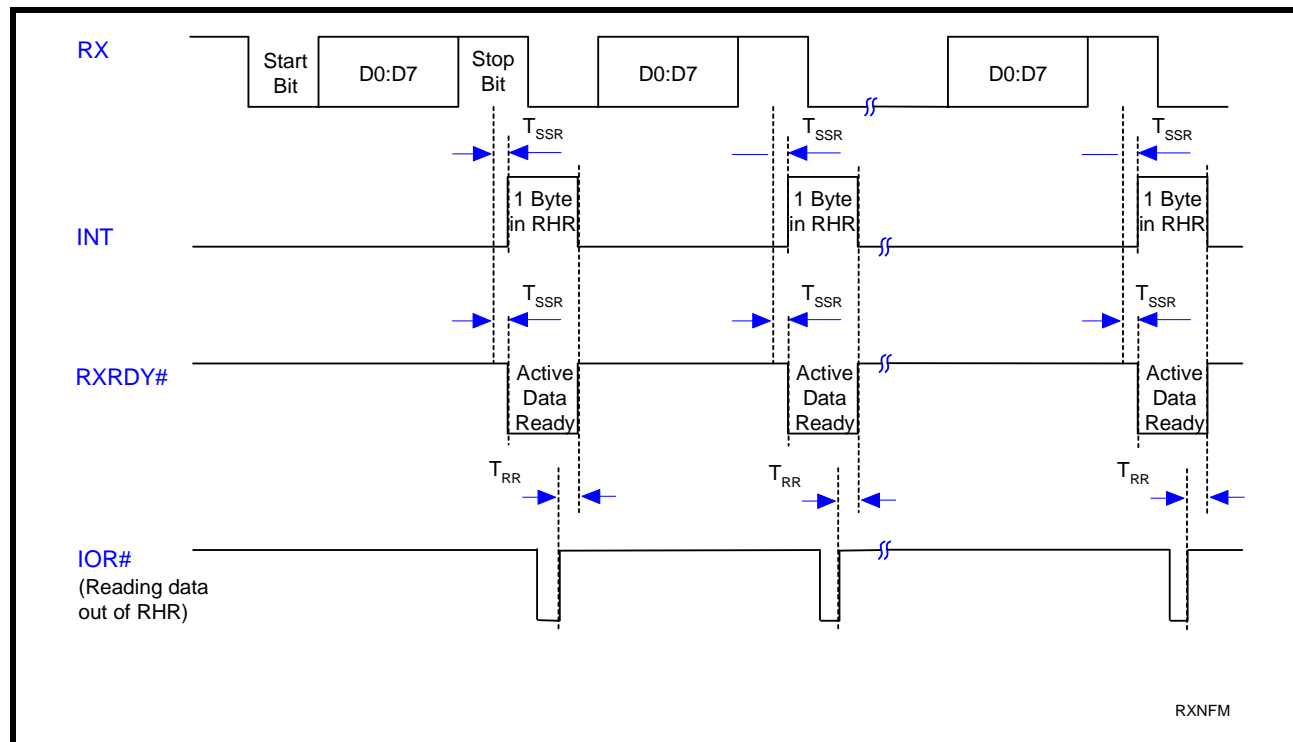 RX
Start
Bit
D0:D7
Stop
Bit
D0:D7
D0:D7
TSSR
TSSR
TSSR
INT
1 Byte
in RHR
1 Byte
in RHR
1 Byte
in RHR
TSSR
TSSR
TSSR
RXRDY#
Active
Data
Ready
Active
Data
Ready
Active
Data
Ready
TRR
TRR
TRR
IOR#
(Reading data
out of RHR)
RXNFM